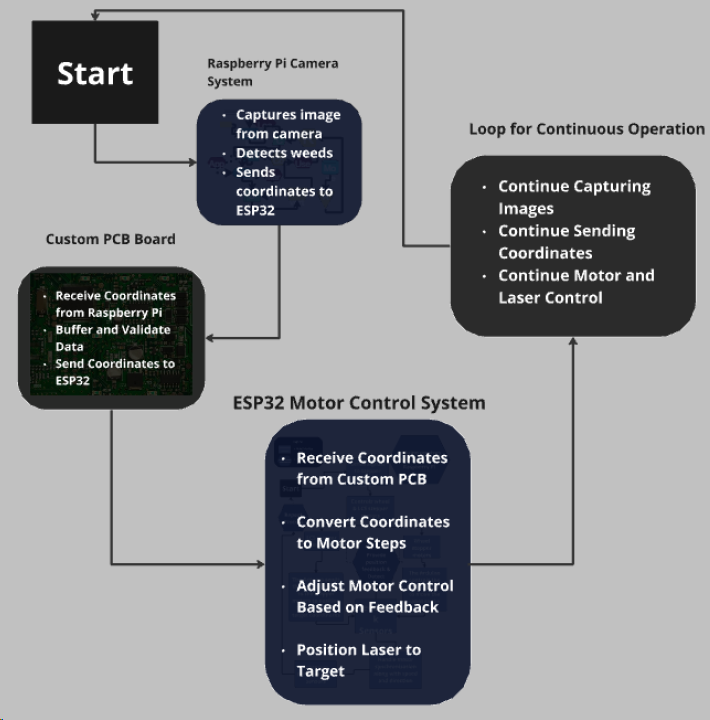 Start
Raspberry Pi Camera
System
· Captures image
from camera
· Detects weeds
· Sends
coordinates to
ESP32
Loop for Continuous Operation
· Continue Capturing
Images
· Continue Sending
Coordinates
· Continue Motor and
Laser Control
Custom PCB Board
· Receive Coordinates
from Raspberry Pi
· Buffer and Validate
Data
· Send Coordinates to
ESP32
ESP32 Motor Control System
· Receive Coordinates
from Custom PCB
· Convert Coordinates
to Motor Steps
· Adjust Motor Control
Based on Feedback
· Position Laser to
Target